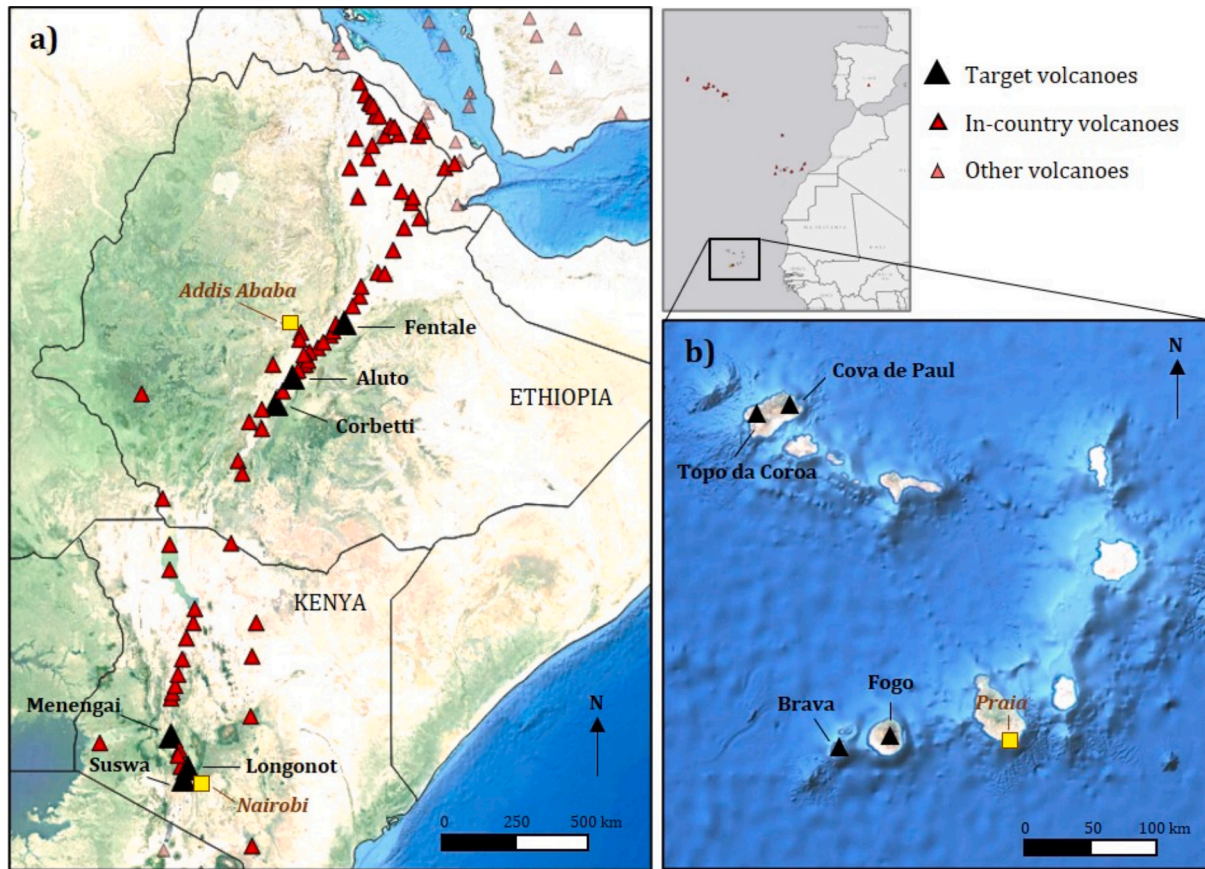 a)
Addis Ababa
Fentale
Aluto
ETHIOPIA
Corbetti
KENYA
Menengai
N
Suswa
Longonot
Nairobi
0 250 500 km
Target volcanoes
In-country volcanoes
Other volcanoes
b)
N
Cova de Paul
Topo da Coroa
Fogo
Praia
Brava
0 50 100 km